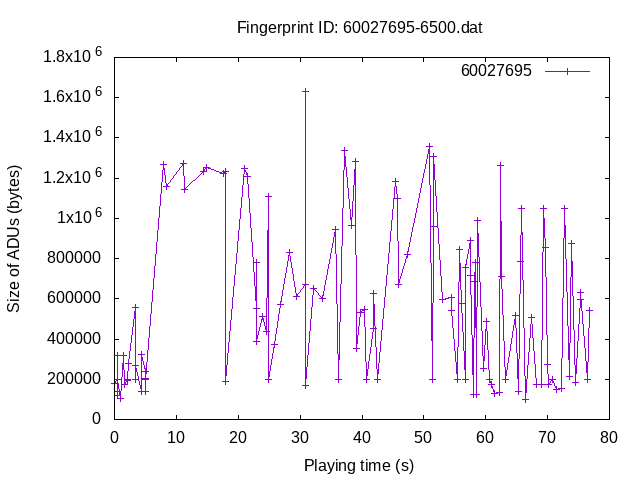 Fingerprint ID: 60027695-6500.dat
60027695
1.8x10^6
1.6x10^6
1.4x10^6
1.2x10^6
1x10^6
800000
600000
400000
200000
0
Size of ADUs (bytes)
0 10 20 30 40 50 60 70 80
Playing time (s)